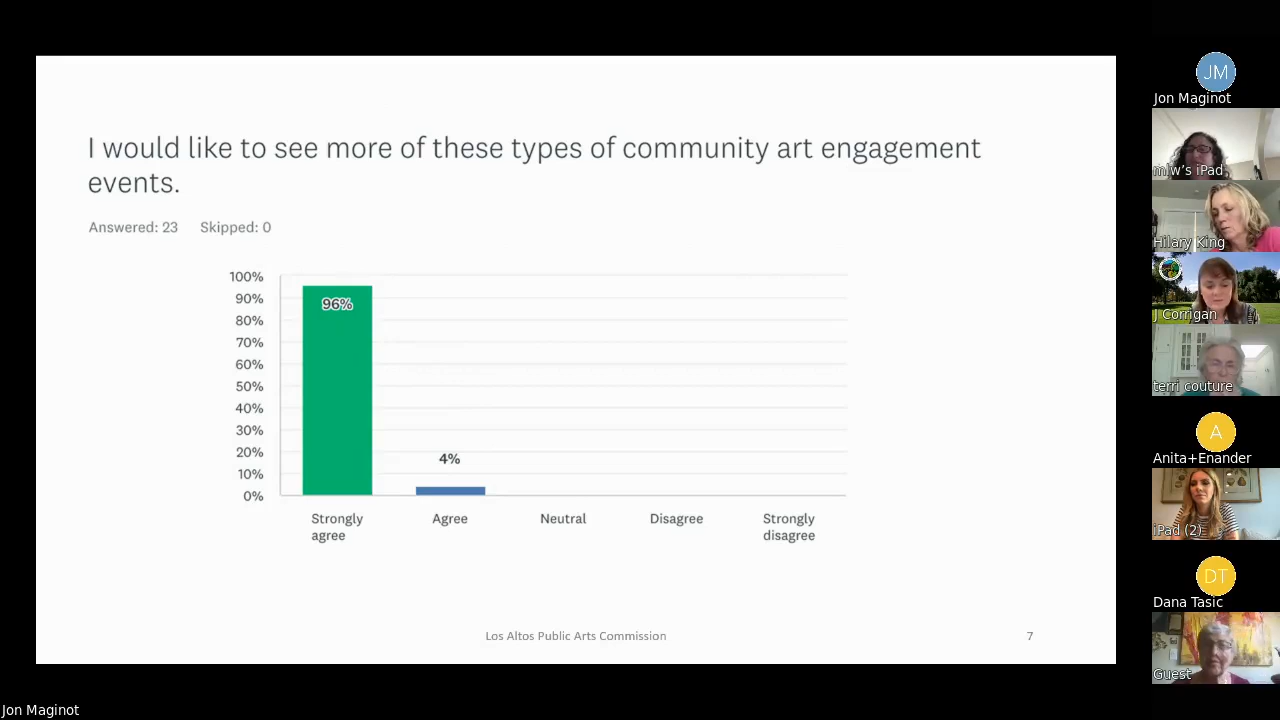 I would like to see more of these types of community art engagement
events.
Answered: 23 Skipped: 0
100%
90%
80%
70%
60%
50%
40%
30%
20%
10%
0%
96%
4%
Strongly
agree
Agree
Neutral
Disagree
Strongly
disagree
Los Altos Public Arts Commission
7
JM
Jon Maginot
mlw's iPad
Hilary King
J Corrigan
terri couture
A
Anita+Enander
iPad (2)
DT
Dana Tasic
Guest
Jon Maginot